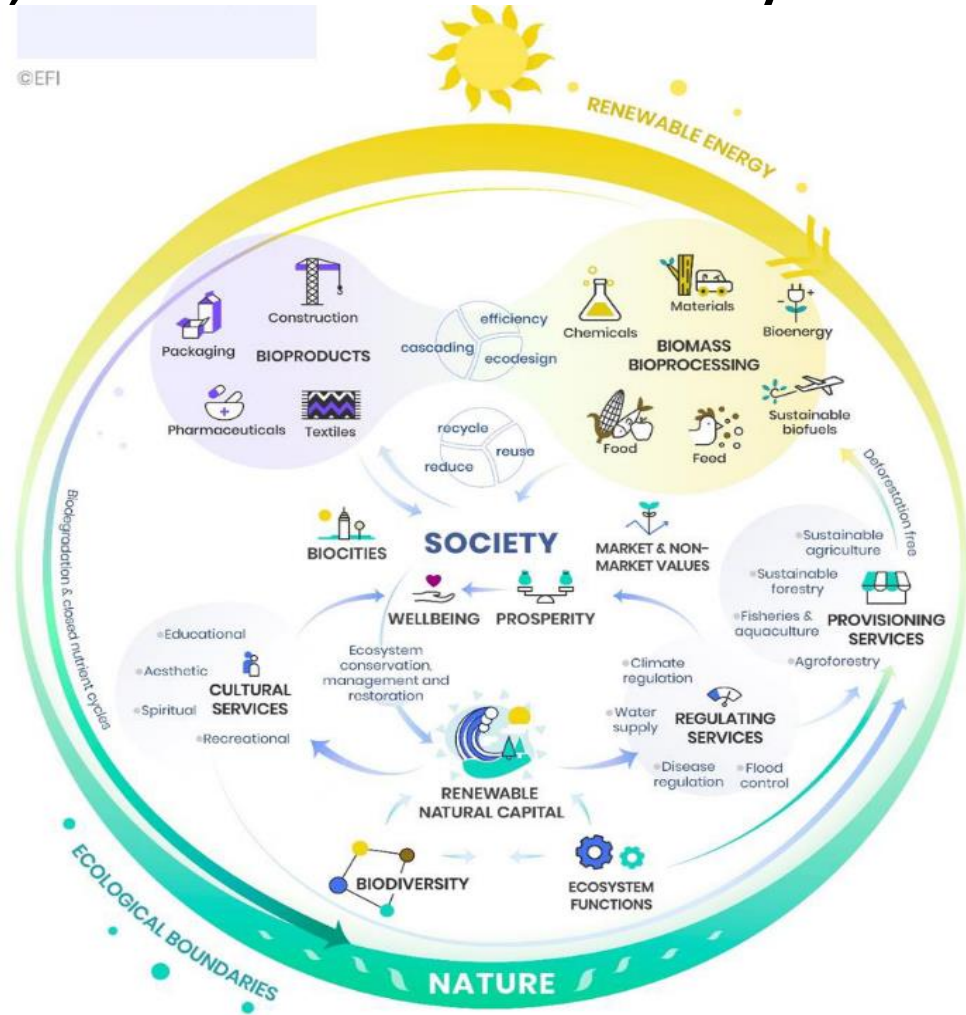 ©EFI
RENEWABLE ENERGY
Construction
Packaging
BIOPRODUCTS
Pharmaceuticals
Textiles
efficiency
cascading
ecodesign
Chemicals
Materials
Bioenergy
BIOMASS
BIOPROCESSING
Sustainable
biofuels
Food
Feed
recycle
reuse
reduce
Deforestation free
Biodegradation & closed nutrient cycles
BIOCITIES
SOCIETY
MARKET & NON-
MARKET VALUES
WELLBEING
PROSPERITY
Sustainable
agriculture
Sustainable
forestry
Fisheries &
aquaculture
PROVISIONING
SERVICES
Agroforestry
Educational
Aesthetic
CULTURAL
SERVICES
Spiritual
Recreational
Ecosystem
conservation,
management and
restoration
Climate
regulation
Water
supply
REGULATING
SERVICES
Disease
regulation
Flood
control
RENEWABLE
NATURAL CAPITAL
BIODIVERSITY
ECOSYSTEM
FUNCTIONS
ECOLOGICAL BOUNDARIES
NATURE